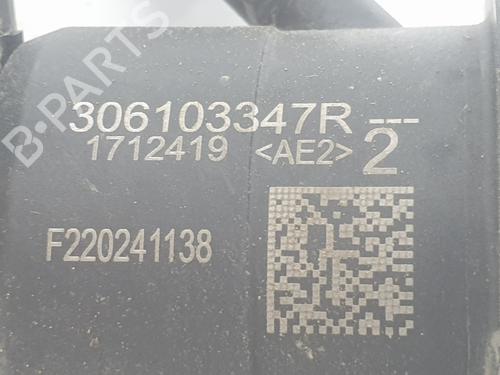 B-PARTS
306103347R ---
1712419 <AE2> 2
F220241138